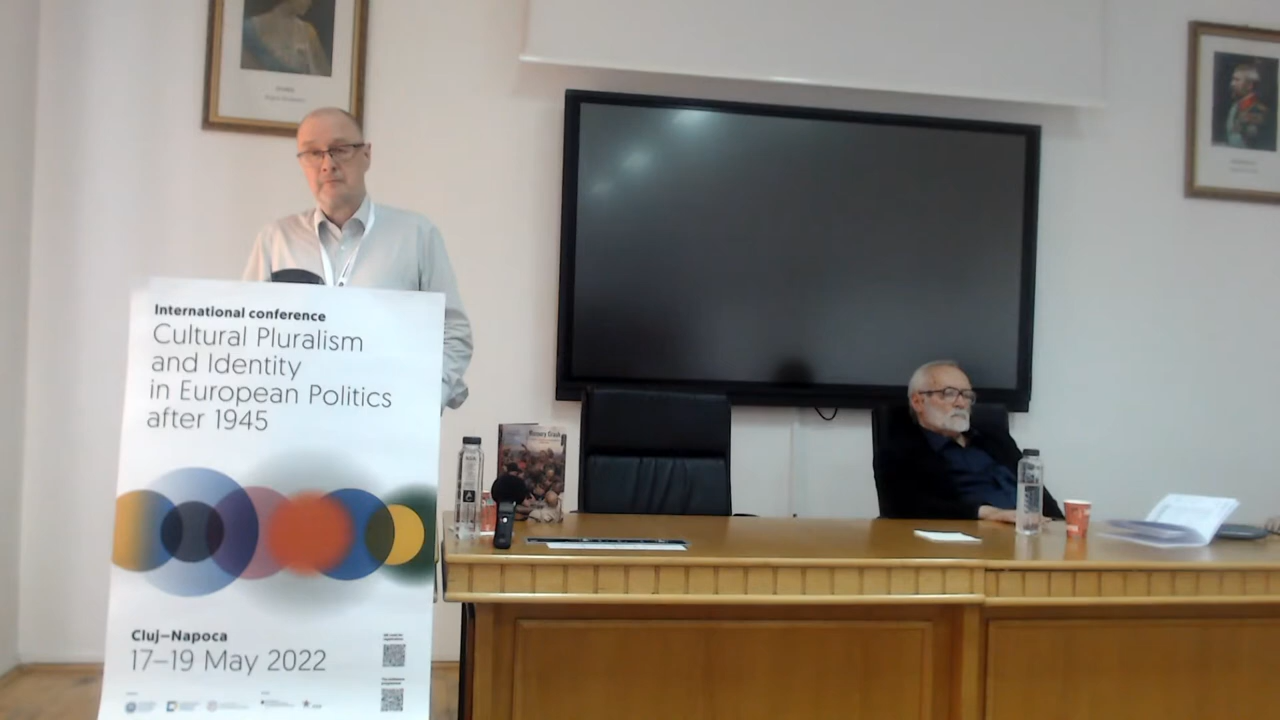 International conference
Cultural Pluralism
and Identity
in European Politics
after 1945
Cluj–Napoca
17–19 May 2022